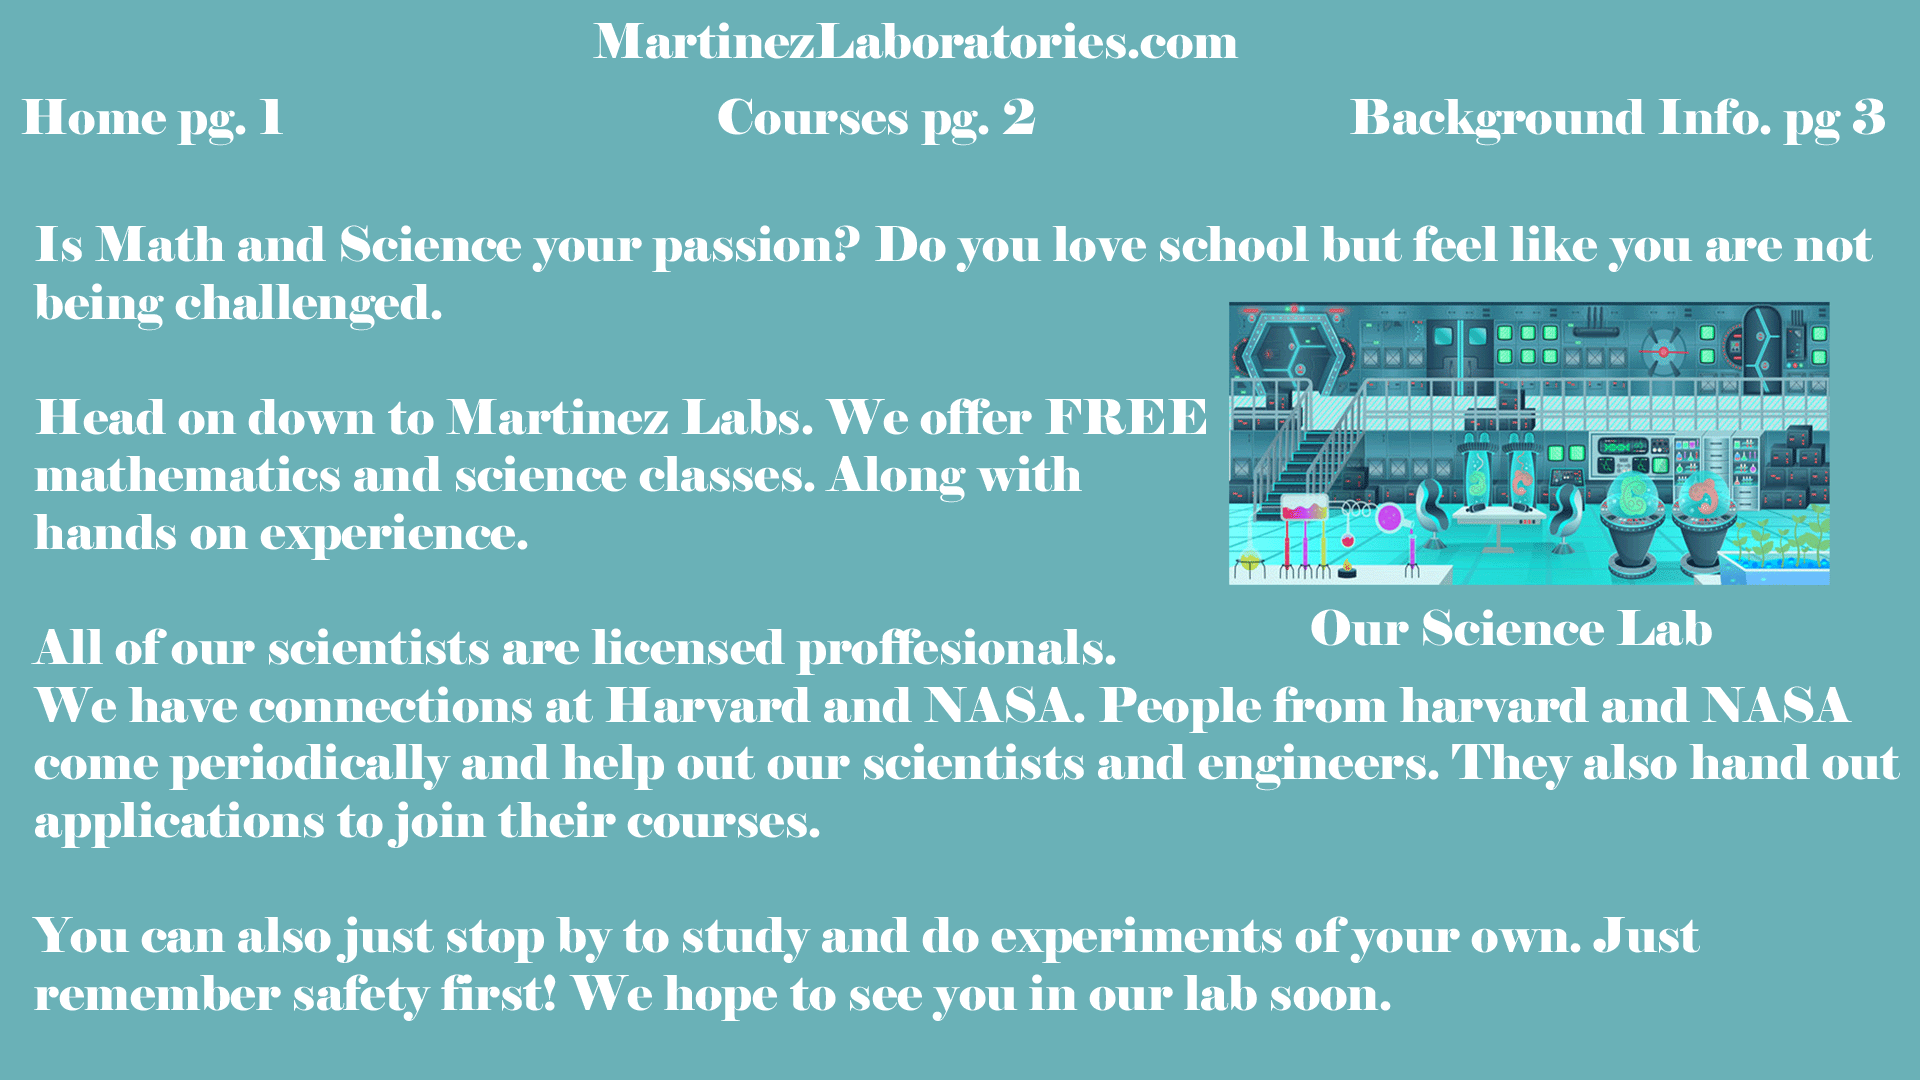 MartinezLaboratories.com
Home pg. 1 Courses pg. 2 Background Info. pg 3
Is Math and Science your passion? Do you love school but feel like you are not
being challenged.
Head on down to Martinez Labs. We offer FREE
mathematics and science classes. Along with
hands on experience.
Our Science Lab
All of our scientists are licensed proffesionals.
We have connections at Harvard and NASA. People from harvard and NASA
come periodically and help out our scientists and engineers. They also hand out
applications to join their courses.
You can also just stop by to study and do experiments of your own. Just
remember safety first! We hope to see you in our lab soon.